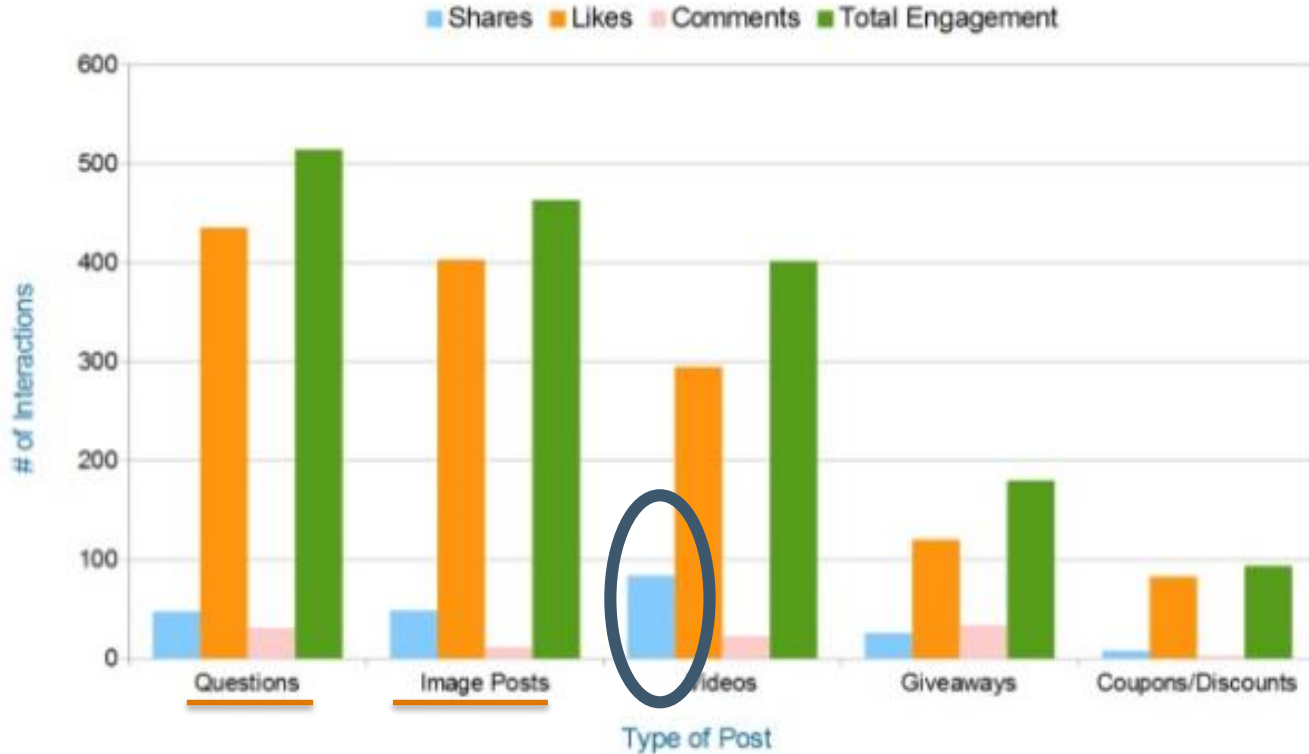 Shares Likes Comments Total Engagement
600
500
400
300
200
100
0
# of Interactions
Questions Image Posts Videos Giveaways Coupons/Discounts
Type of Post